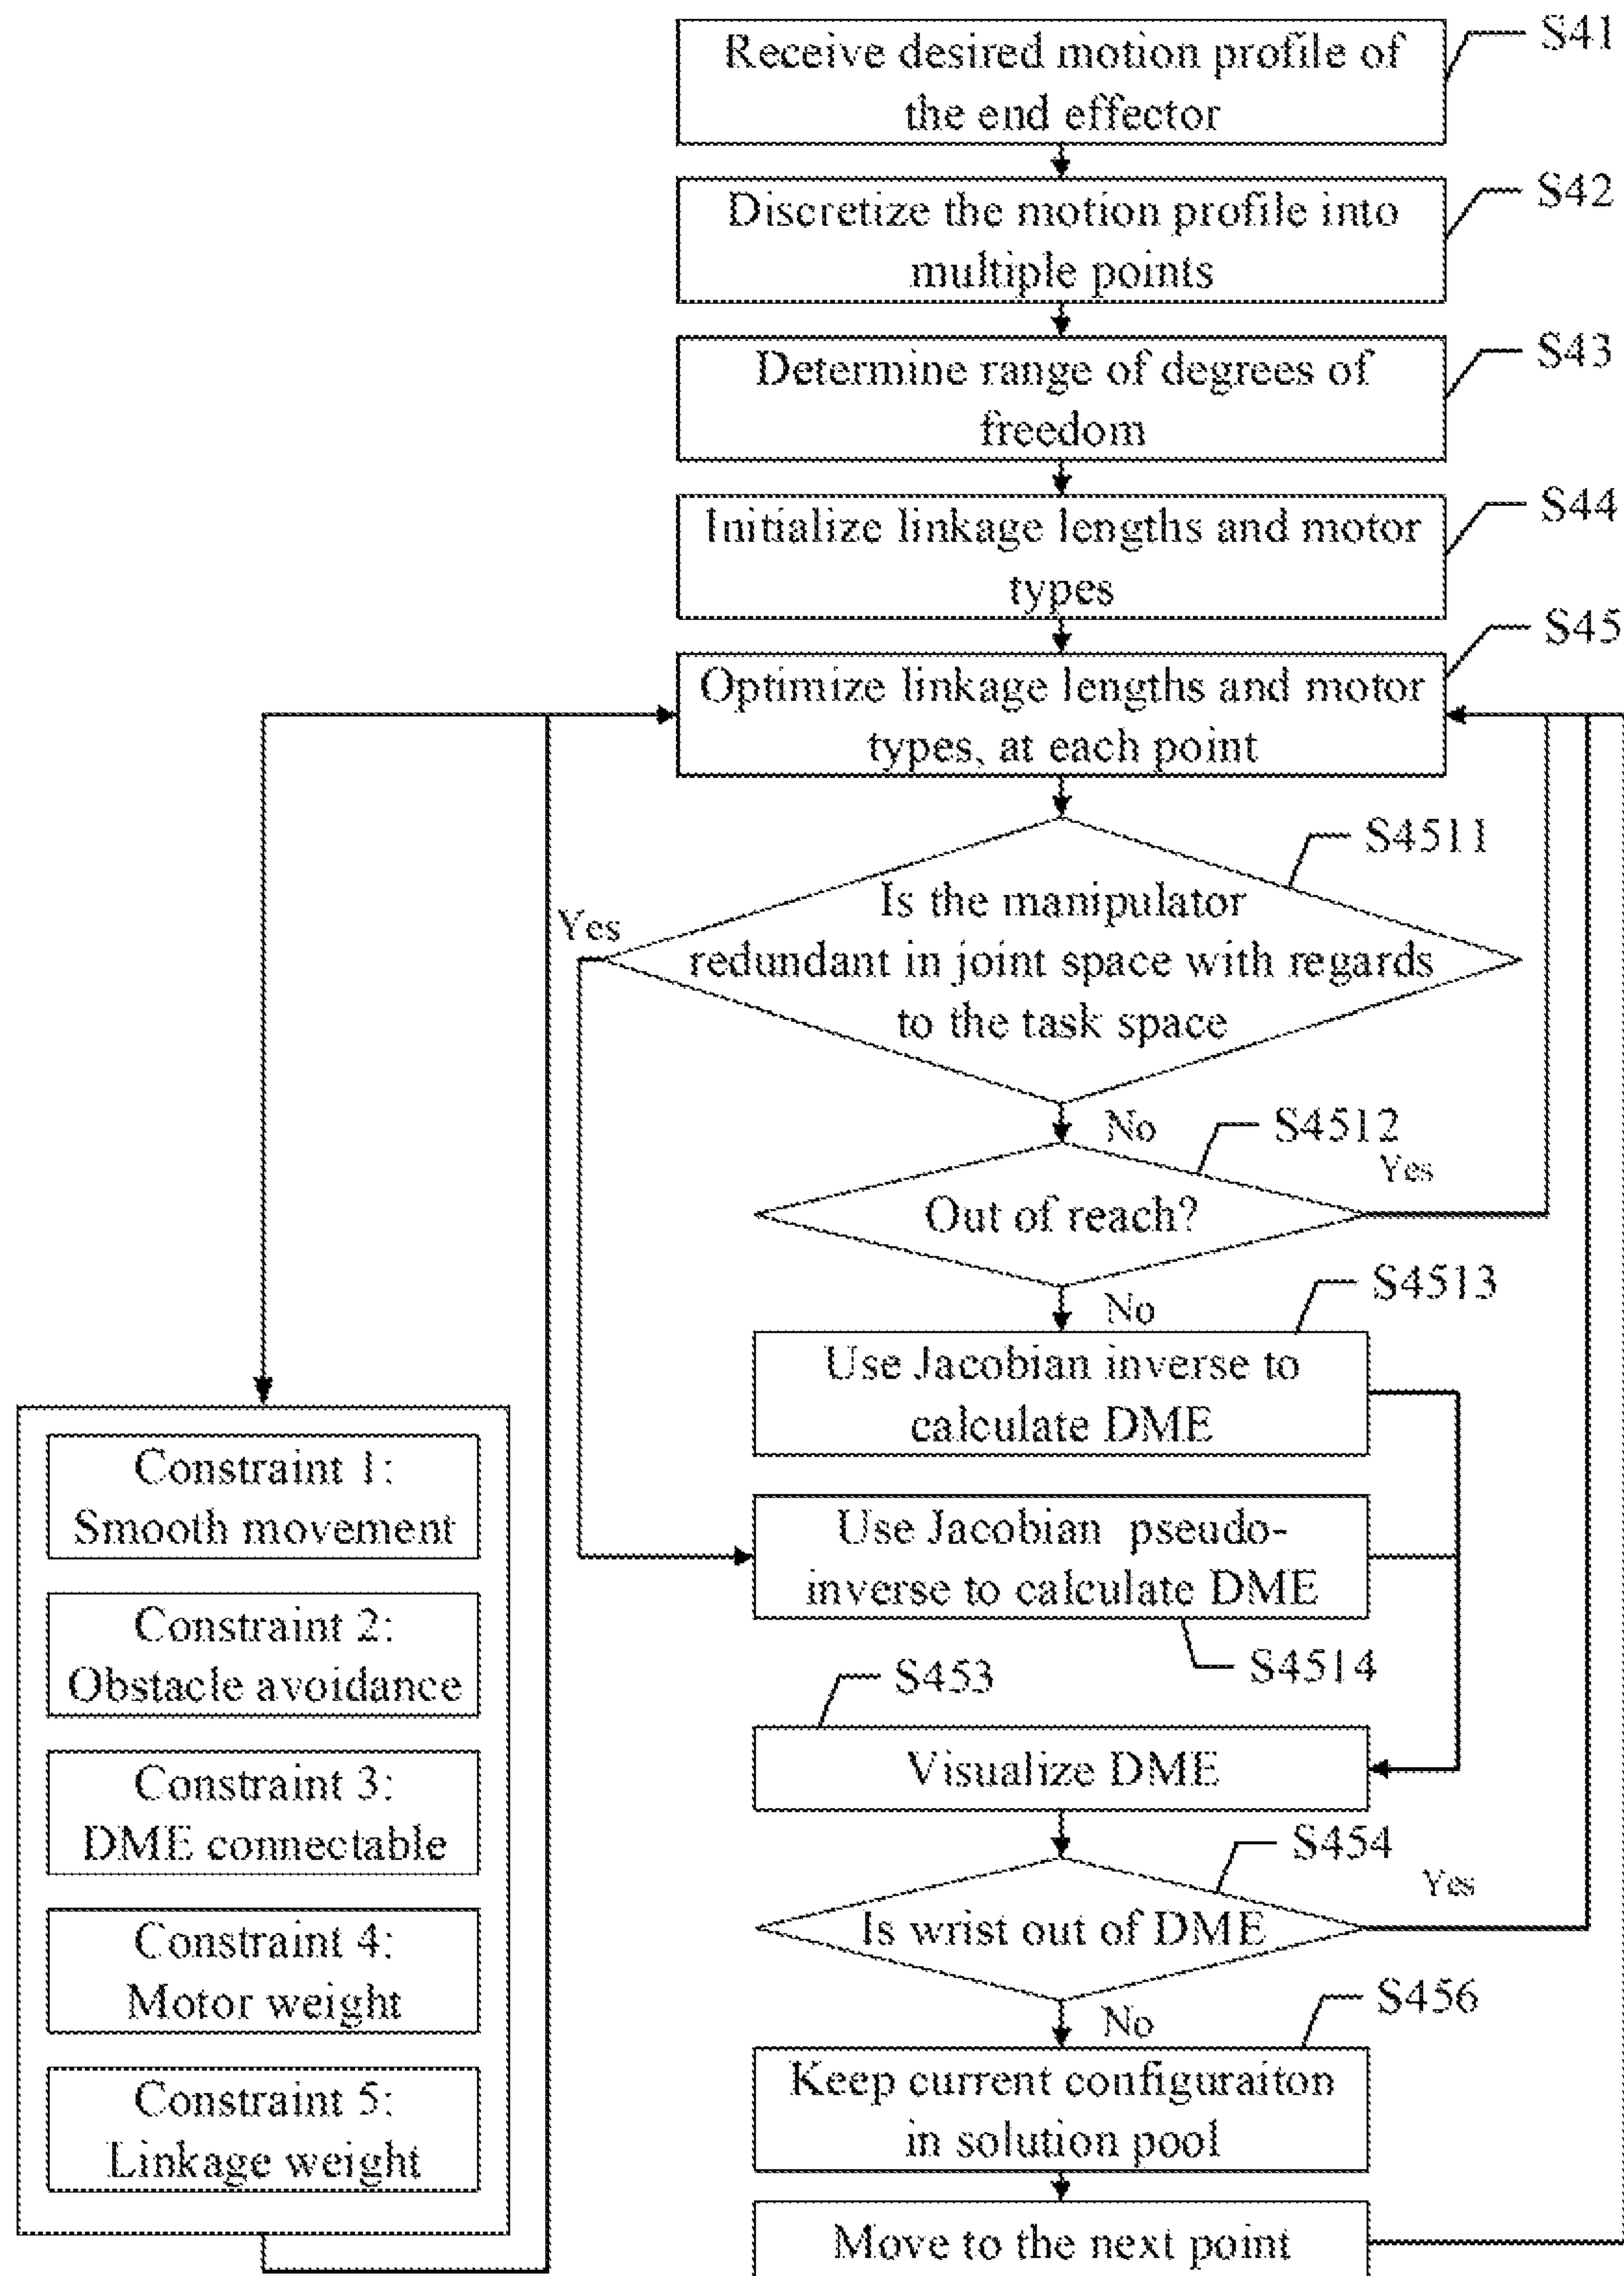 Receive desired motion profile of
the end effector
S41
Discretize the motion profile into
multiple points
S42
Determine range of degrees of
freedom
S43
Initialize linkage lengths and motor
types
S44
Optimize linkage lengths and motor
types, at each point
S45
Is the manipulator
redundant in joint space with regards
to the task space
S4511
Yes
No
Out of reach?
S4512
Yes
No
Use Jacobian inverse to
calculate DME
S4513
Use Jacobian pseudo-
inverse to calculate DME
S4514
Visualize DME
S453
Is wrist out of DME
S454
Yes
No
Keep current configuraiton
in solution pool
S456
Move to the next point
Constraint 1:
Smooth movement
Constraint 2:
Obstacle avoidance
Constraint 3:
DME connectable
Constraint 4:
Motor weight
Constraint 5:
Linkage weight